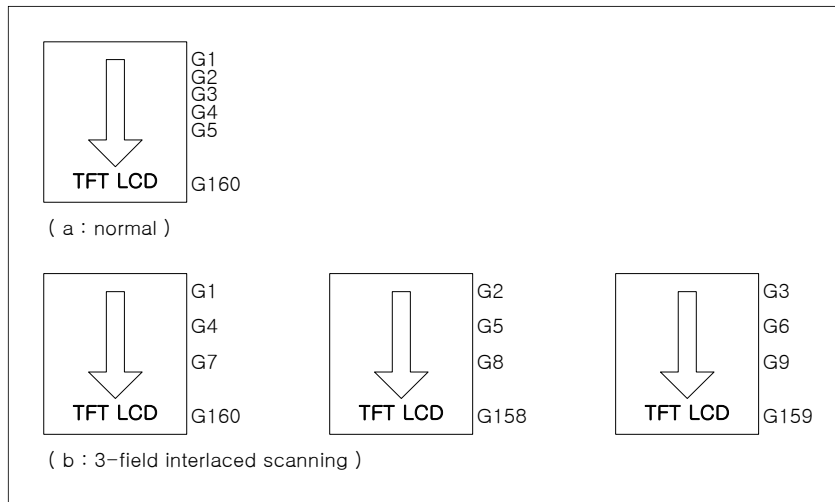 G1
G2
G3
G4
G5
TFT LCD
G160
( a : normal )
G1
G4
G7
TFT LCD
G160
G2
G5
G8
TFT LCD
G158
G3
G6
G9
TFT LCD
G159
( b : 3-field interlaced scanning )